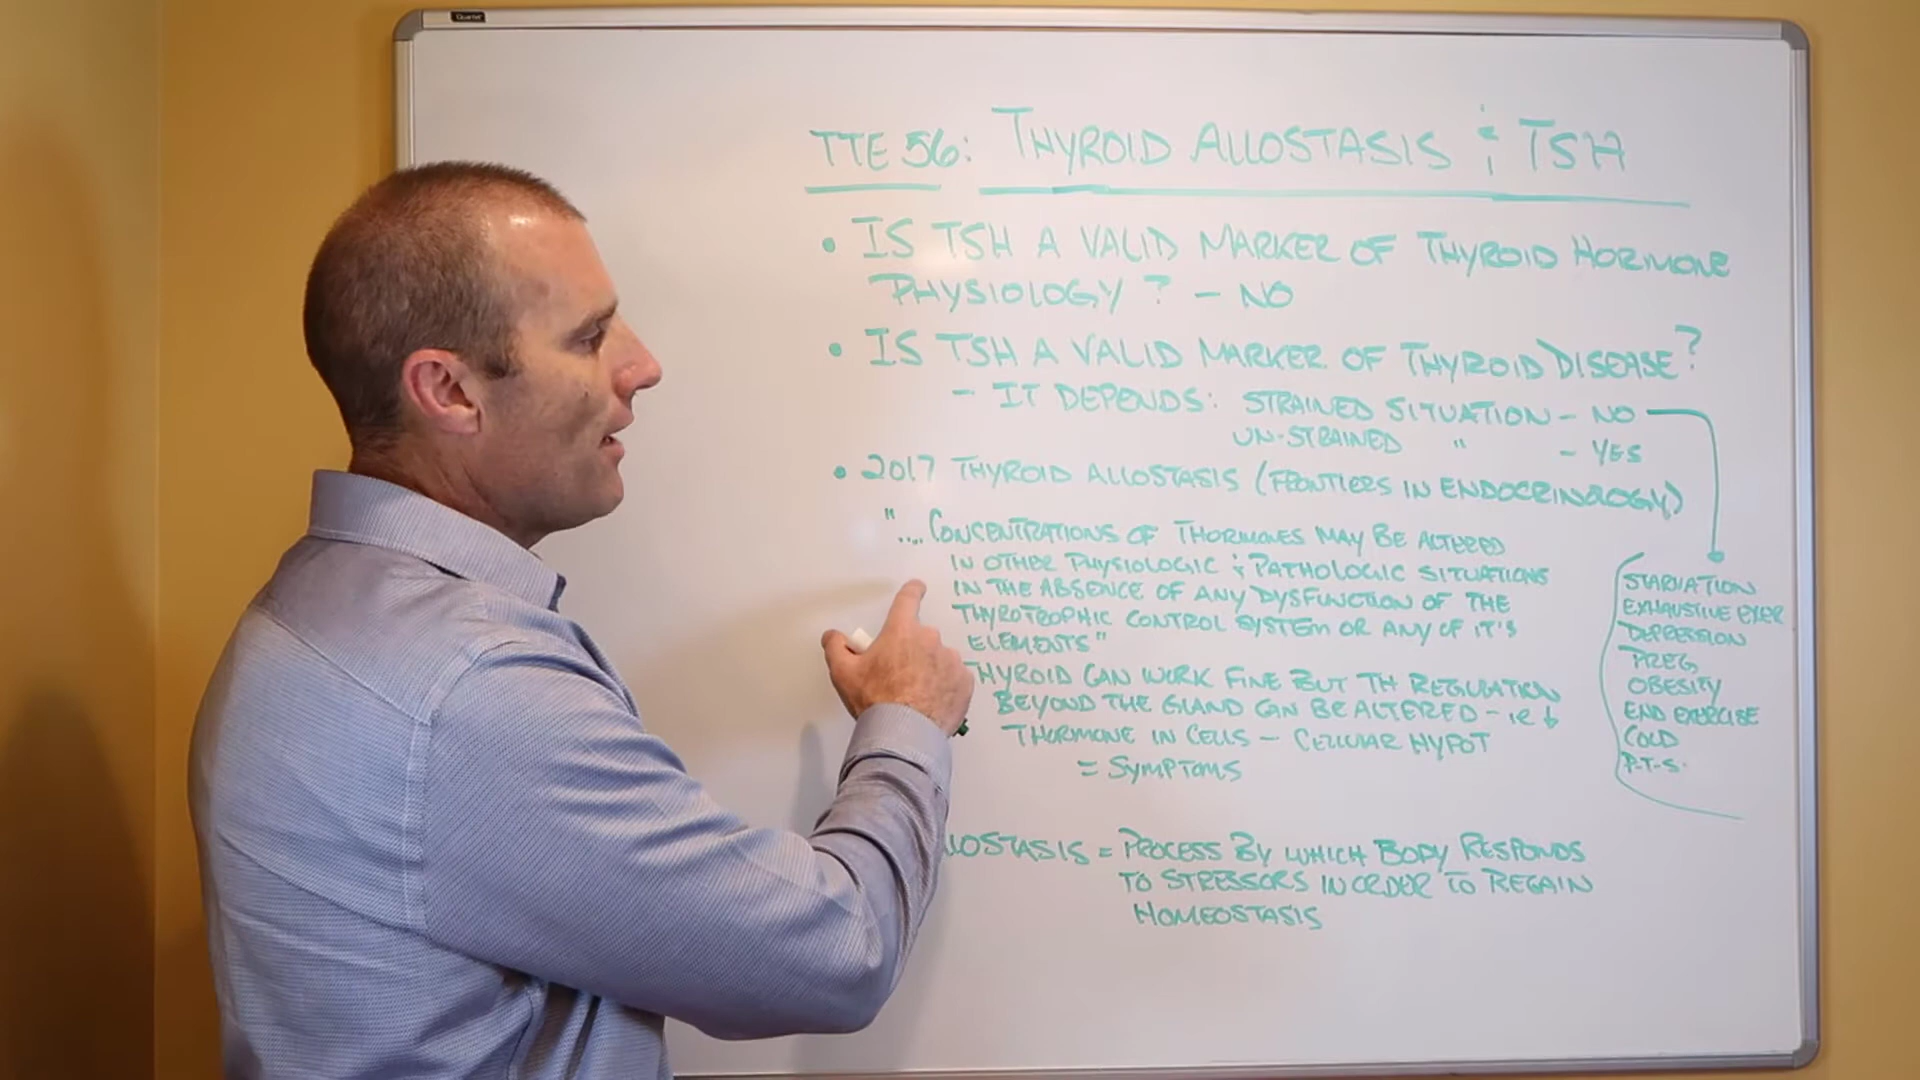 Quartet
TTE 56: THYROID ALLOSTASIS & TSH
• IS TSH A VALID MARKER OF THYROID HORMONE
PHYSIOLOGY? - NO
• IS TSH A VALID MARKER OF THYROID DISEASE?
- IT DEPENDS: STRAINED SITUATION - NO
UN-STRAINED " - YES
• 2017 THYROID ALLOSTASIS (FRONTIERS IN ENDOCRINOLOGY)
"... CONCENTRATIONS OF THORMONES MAY BE ALTERED
IN OTHER PHYSIOLOGIC & PATHOLOGIC SITUATIONS
IN THE ABSENCE OF ANY DYSFUNCTION OF THE
THYROTROPHIC CONTROL SYSTEM OR ANY OF IT'S
ELEMENTS"
THYROID CAN WORK FINE BUT TH REGULATION
BEYOND THE GLAND CAN BE ALTERED - ie ↓
THORMONE IN CELLS - CELLULAR HYPOT
= SYMPTOMS
LLOSTASIS = PROCESS BY WHICH BODY RESPONDS
TO STRESSORS IN ORDER TO REGAIN
HOMEOSTASIS
STARVATION
EXHAUSTIVE EXER
DEPRESSION
PREG
OBESITY
END EXERCISE
COLD
P.T.S.